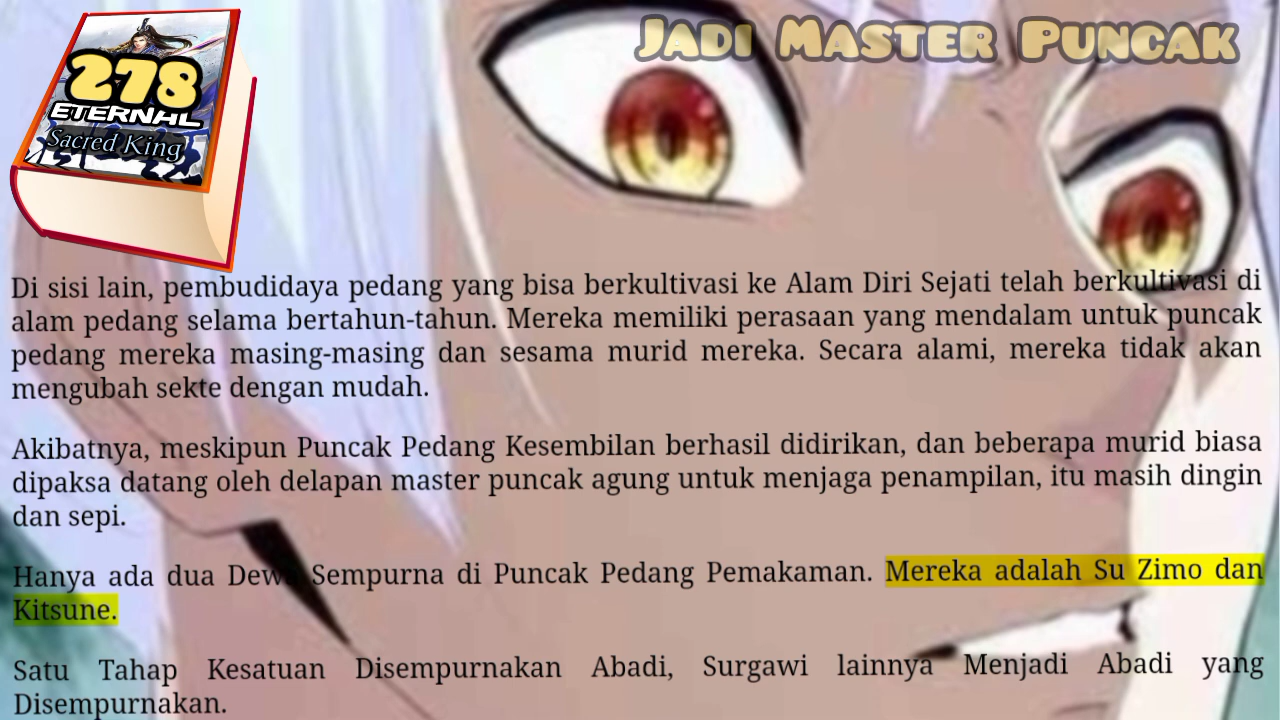 Jadi Master Puncak
278
ETERNAL
Sacred King
Di sisi lain, pembudidaya pedang yang bisa berkultivasi ke Alam Diri Sejati telah berkultivasi di
alam pedang selama bertahun-tahun. Mereka memiliki perasaan yang mendalam untuk puncak
pedang mereka masing-masing dan sesama murid mereka. Secara alami, mereka tidak akan
mengubah sekte dengan mudah.
Akibatnya, meskipun Puncak Pedang Kesembilan berhasil didirikan, dan beberapa murid biasa
dipaksa datang oleh delapan master puncak agung untuk menjaga penampilan, itu masih dingin
dan sepi.
Hanya ada dua Dewa Sempurna di Puncak Pedang Pemakaman. Mereka adalah Su Zimo dan
Kitsune.
Satu Tahap Kesatuan Disempurnakan Abadi, Surgawi lainnya Menjadi Abadi yang
Disempurnakan.